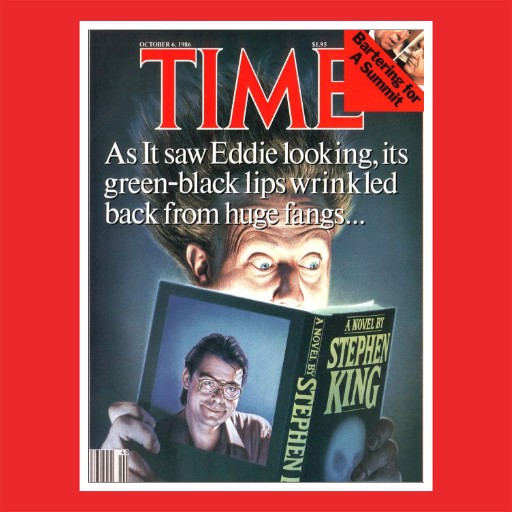 OCTOBER 6, 1986
$1.95
TIME
Bartering for
A Summit
As It saw Eddie looking, its
green-black lips wrinkled
back from huge fangs...
A NOVEL BY
STEPHEN
KING
A NOVEL BY
STEPHEN
40